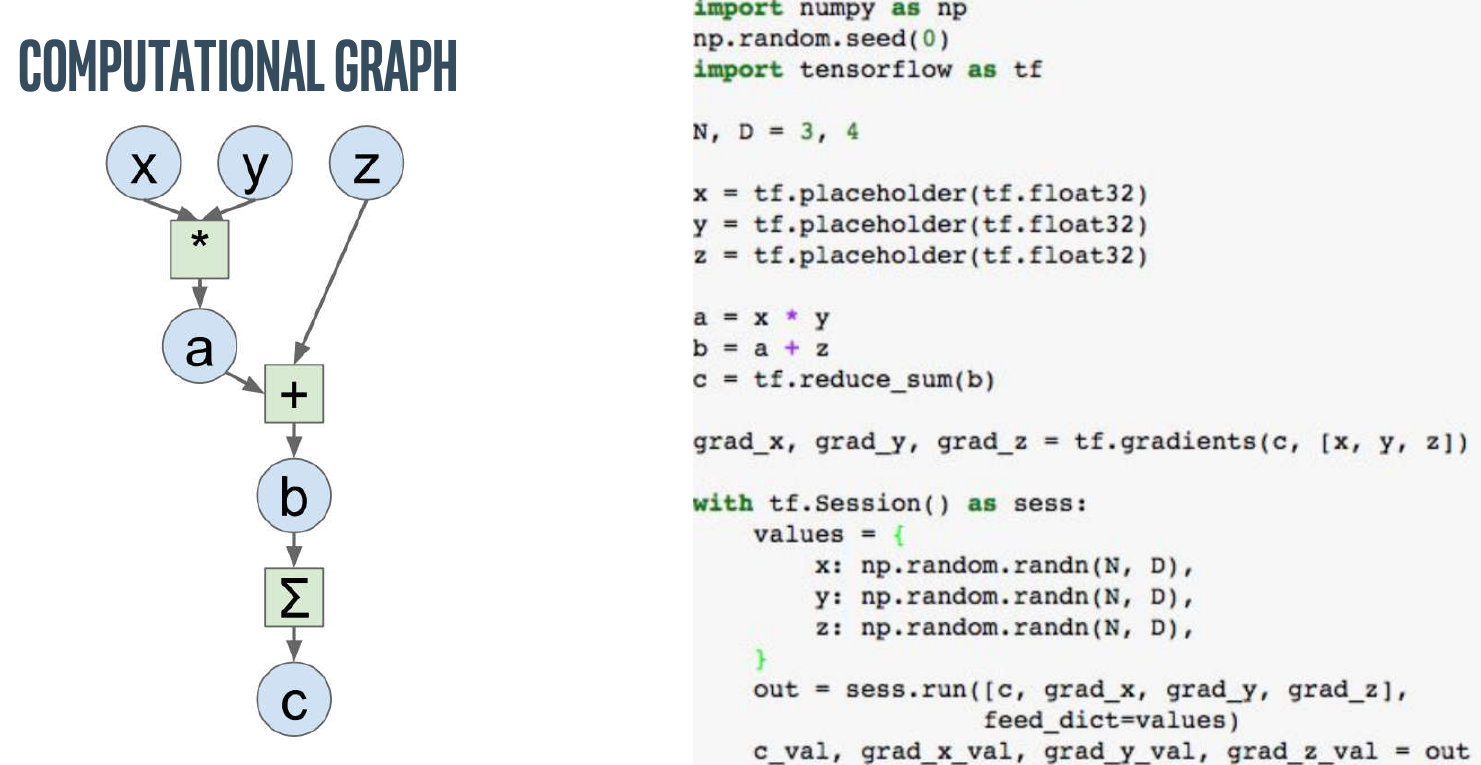 COMPUTATIONAL GRAPH
x y z
*
a
+
b
Σ
c
import numpy as np
np.random.seed(0)
import tensorflow as tf
N, D = 3, 4
x = tf.placeholder(tf.float32)
y = tf.placeholder(tf.float32)
z = tf.placeholder(tf.float32)
a = x * y
b = a + z
c = tf.reduce_sum(b)
grad_x, grad_y, grad_z = tf.gradients(c, [x, y, z])
with tf.Session() as sess:
    values = {
        x: np.random.randn(N, D),
        y: np.random.randn(N, D),
        z: np.random.randn(N, D),
    }
    out = sess.run([c, grad_x, grad_y, grad_z],
                   feed_dict=values)
    c_val, grad_x_val, grad_y_val, grad_z_val = out